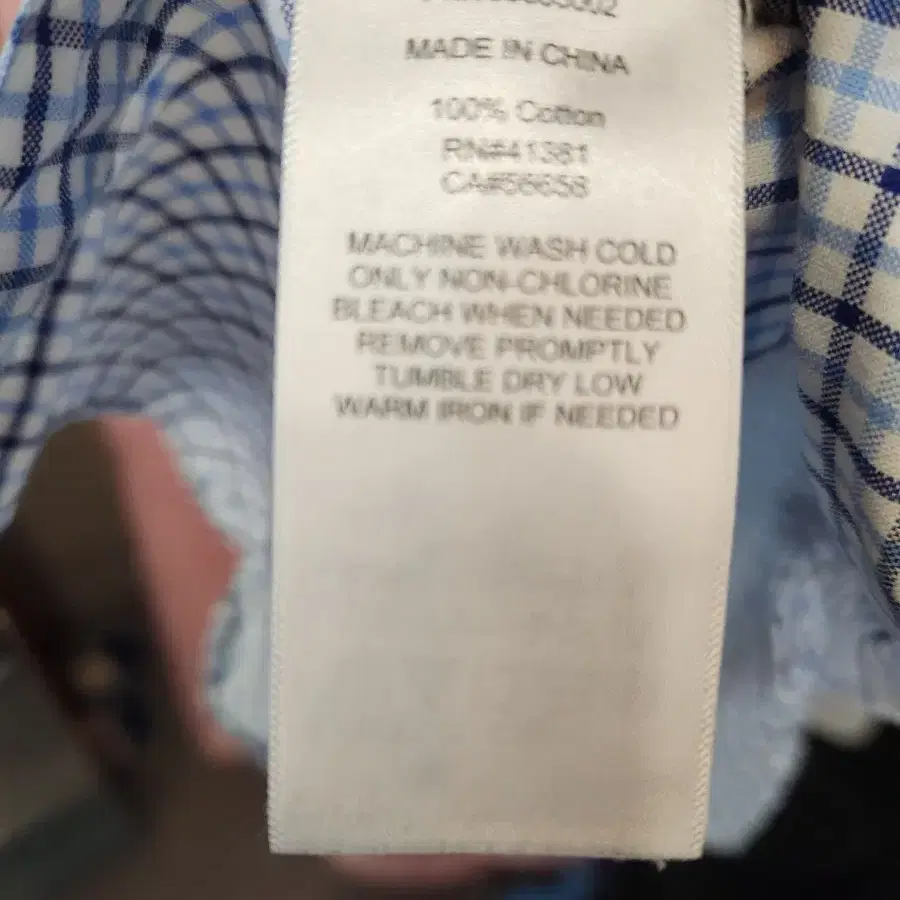 MADE IN CHINA
100% Cotton
RN#41381
CA#56658
MACHINE WASH COLD
ONLY NON-CHLORINE
BLEACH WHEN NEEDED
REMOVE PROMPTLY
TUMBLE DRY LOW
WARM IRON IF NEEDED